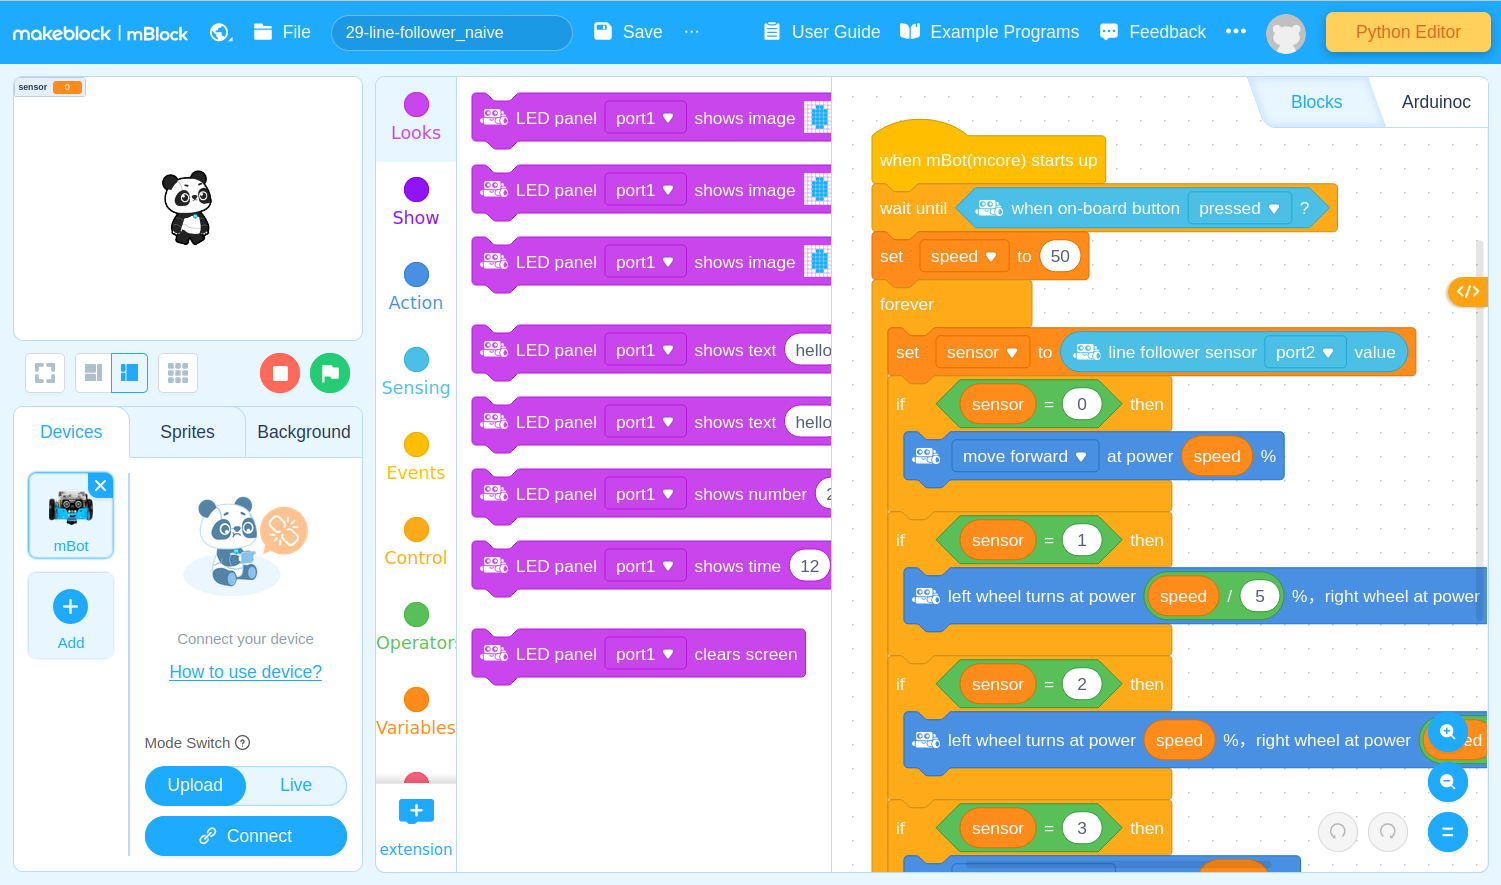 makeblock | mBlock
File
29-line-follower_naive
Save
User Guide
Example Programs
Feedback
Python Editor
sensor 0
Devices
Sprites
Background
mBot
Add
Connect your device
How to use device?
Mode Switch
Upload
Live
Connect
Looks
Show
Action
Sensing
Events
Control
Operators
Variables
extension
LED panel port1 shows image
LED panel port1 shows image
LED panel port1 shows image
LED panel port1 shows text hello
LED panel port1 shows text hello
LED panel port1 shows number 2
LED panel port1 shows time 12
LED panel port1 clears screen
Blocks
Arduinoc
when mBot(mcore) starts up
wait until when on-board button pressed ?
set speed to 50
forever
set sensor to line follower sensor port2 value
if sensor = 0 then
move forward at power speed %
if sensor = 1 then
left wheel turns at power speed / 5 %, right wheel at power
if sensor = 2 then
left wheel turns at power speed %, right wheel at power
if sensor = 3 then